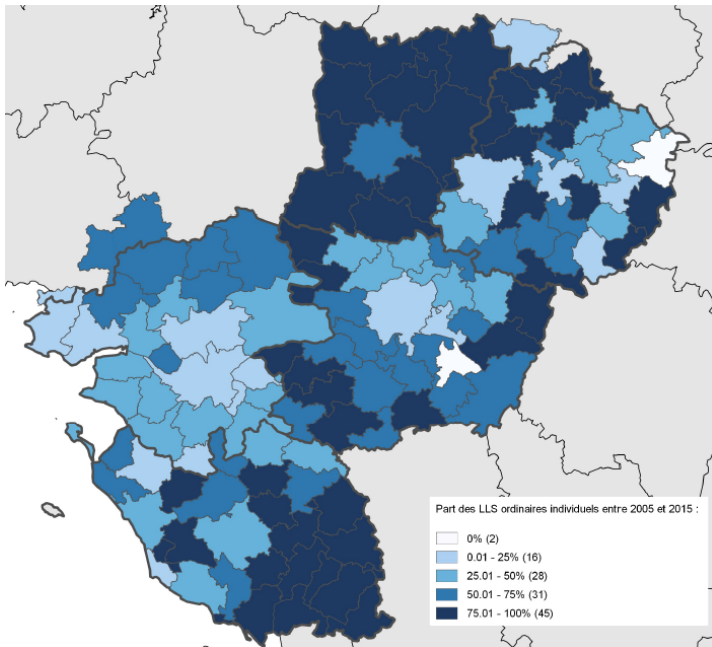 Part des LLS ordinaires individuels entre 2005 et 2015 :
0% (2)
0.01 - 25% (16)
25.01 - 50% (28)
50.01 - 75% (31)
75.01 - 100% (45)